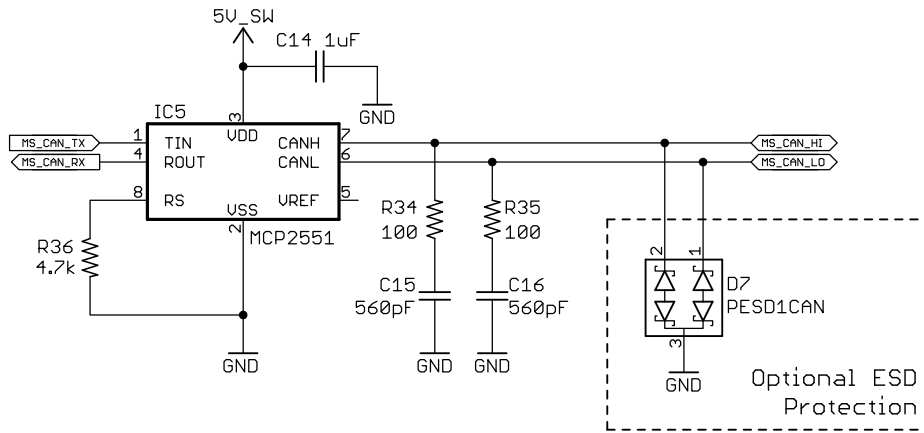 5V_SW
C14 1uF
GND
IC5
3
VDD
MS_CAN_TX
1
TIN
CANH
7
MS_CAN_HI
MS_CAN_RX
4
ROUT
CANL
6
MS_CAN_LO
8
RS
VREF
5
VSS
2
MCP2551
R36
4.7k
GND
R34
100
R35
100
C15
560pF
C16
560pF
GND
GND
2
1
D7
PESD1CAN
3
GND
Optional ESD
Protection